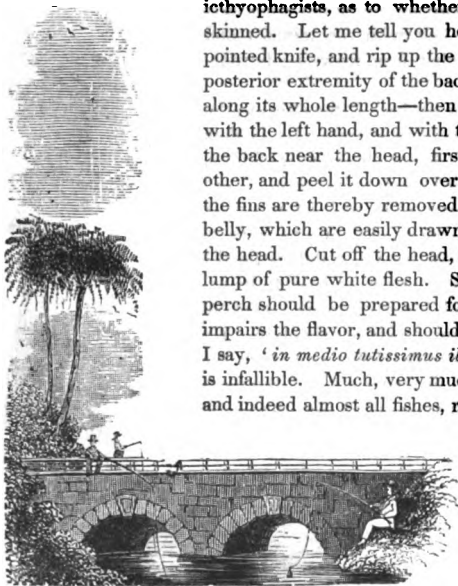 icthyophagists, as to whethe
skinned. Let me tell you h
pointed knife, and rip up the
posterior extremity of the bac
along its whole length—then
with the left hand, and with t
the back near the head, firs
other, and peel it down over
the fins are thereby removed
belly, which are easily drawn
the head. Cut off the head,
lump of pure white flesh. S
perch should be prepared fo
impairs the flavor, and should
I say, ‘in medio tutissimus i
is infallible. Much, very mu
and indeed almost all fishes, r